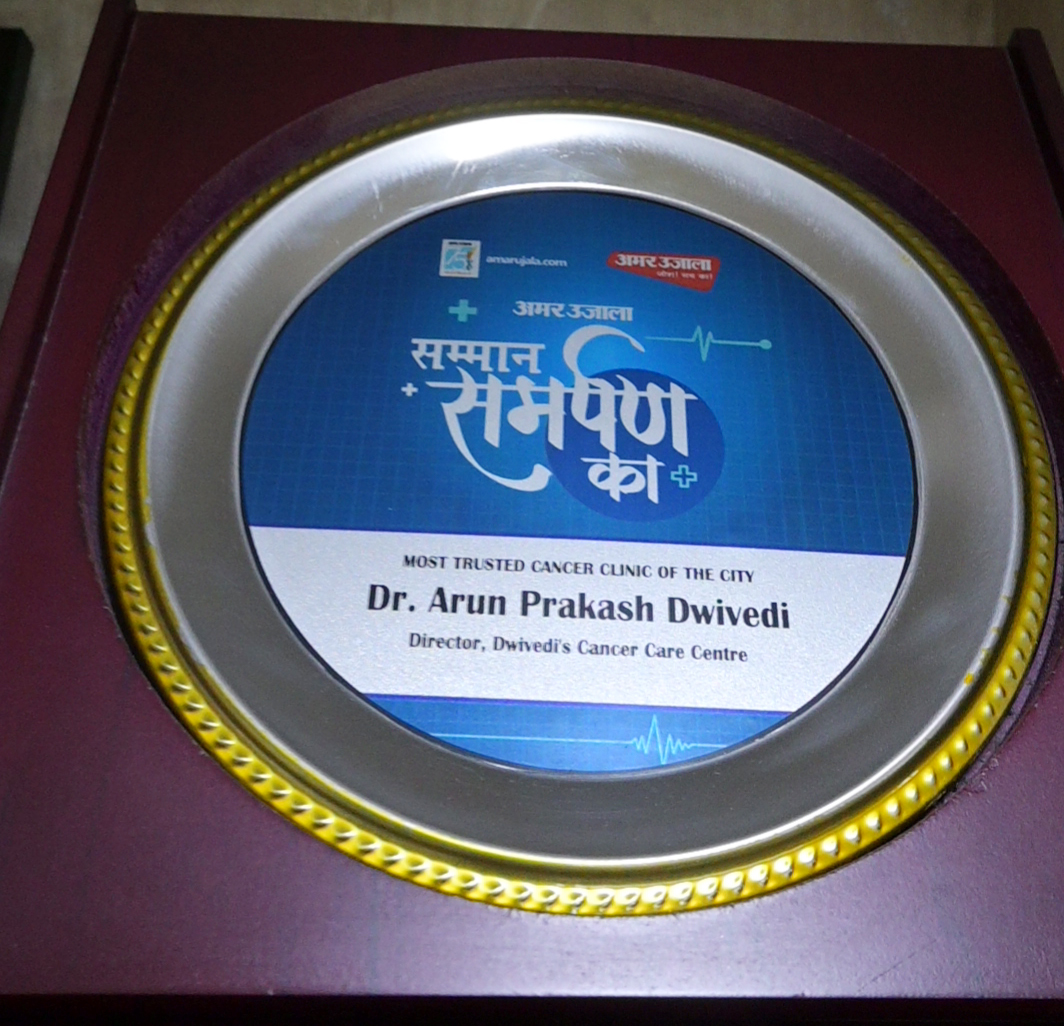 amarujala.com
अमर उजाला
जोश! सच का!
अमर उजाला
सम्मान
समर्पण
का
MOST TRUSTED CANCER CLINIC OF THE CITY
Dr. Arun Prakash Dwivedi
Director, Dwivedi's Cancer Care Centre